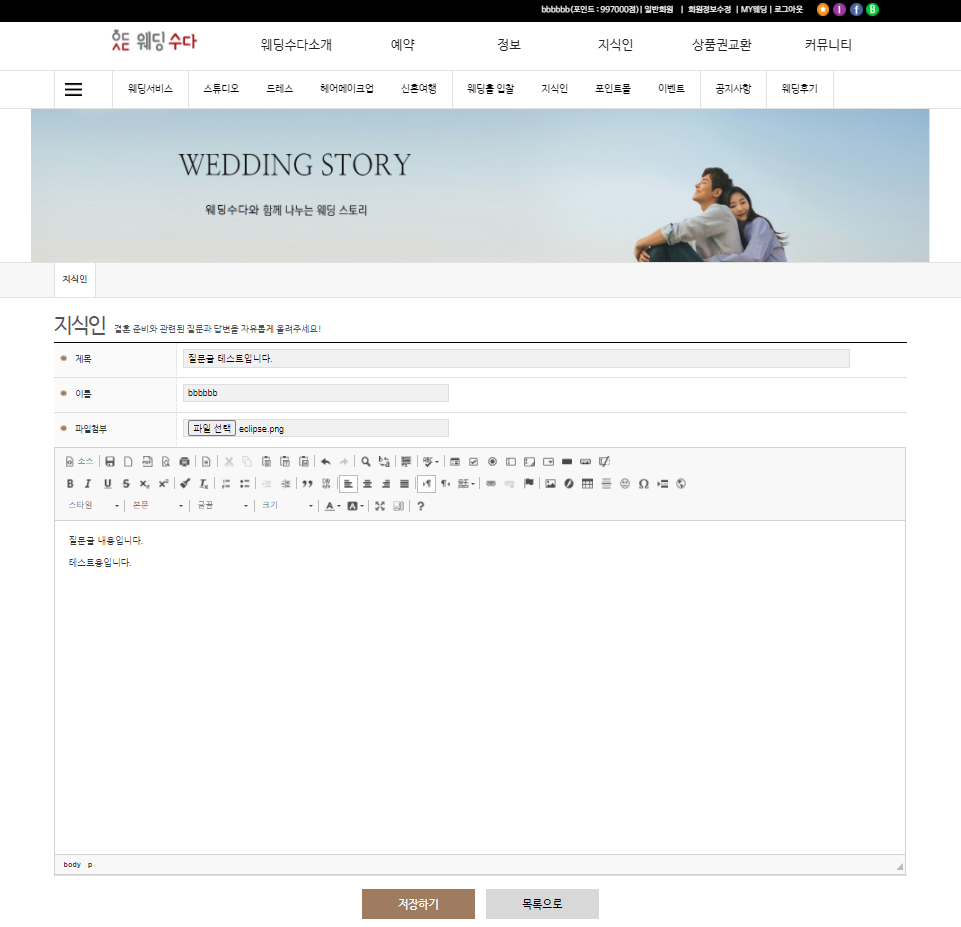 bbbbbb(포인트 : 997000점) | 일반회원 | 회원정보수정 | MY웨딩 | 로그아웃
웨딩수다
웨딩수다소개 예약 정보 지식인 상품권교환 커뮤니티
웨딩서비스 스튜디오 드레스 헤어메이크업 신혼여행 웨딩홀 입찰 지식인 포인트몰 이벤트 공지사항 웨딩후기
WEDDING STORY
웨딩수다와 함께 나누는 웨딩 스토리
지식인
지식인 결혼 준비와 관련된 질문과 답변을 자유롭게 올려주세요!
제목 질문글 테스트입니다.
이름 bbbbbb
파일첨부 파일 선택 eclipse.png
소스
B I U S x₂ x² Tx
스타일 본문 글꼴 크기 A A ?
질문글 내용입니다.
테스트용입니다.
body p
저장하기 목록으로